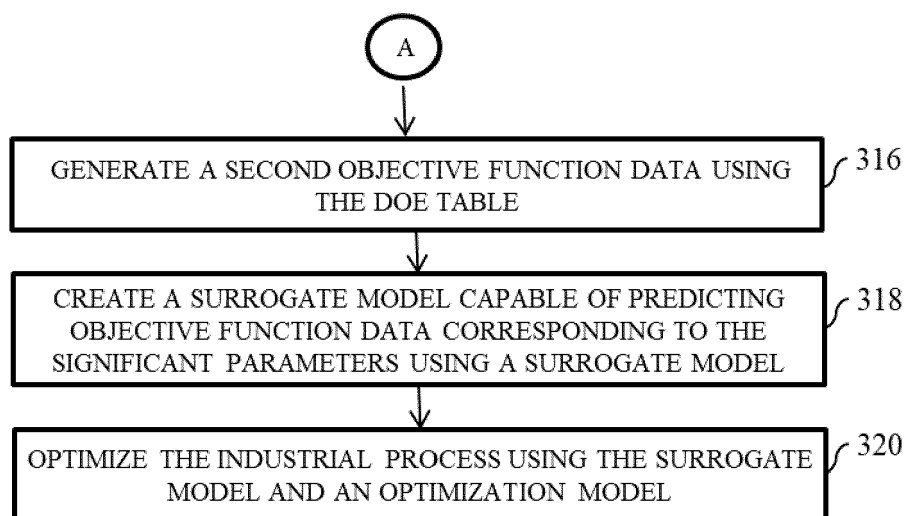 A
GENERATE A SECOND OBJECTIVE FUNCTION DATA USING
THE DOE TABLE
316
CREATE A SURROGATE MODEL CAPABLE OF PREDICTING
OBJECTIVE FUNCTION DATA CORRESPONDING TO THE
SIGNIFICANT PARAMETERS USING A SURROGATE MODEL
318
OPTIMIZE THE INDUSTRIAL PROCESS USING THE SURROGATE
MODEL AND AN OPTIMIZATION MODEL
320